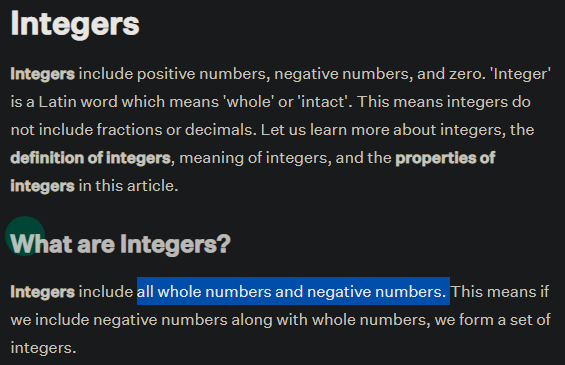 Integers
Integers include positive numbers, negative numbers, and zero. 'Integer'
is a Latin word which means 'whole' or 'intact'. This means integers do
not include fractions or decimals. Let us learn more about integers, the
definition of integers, meaning of integers, and the properties of
integers in this article.
What are Integers?
Integers include all whole numbers and negative numbers. This means if
we include negative numbers along with whole numbers, we form a set of
integers.